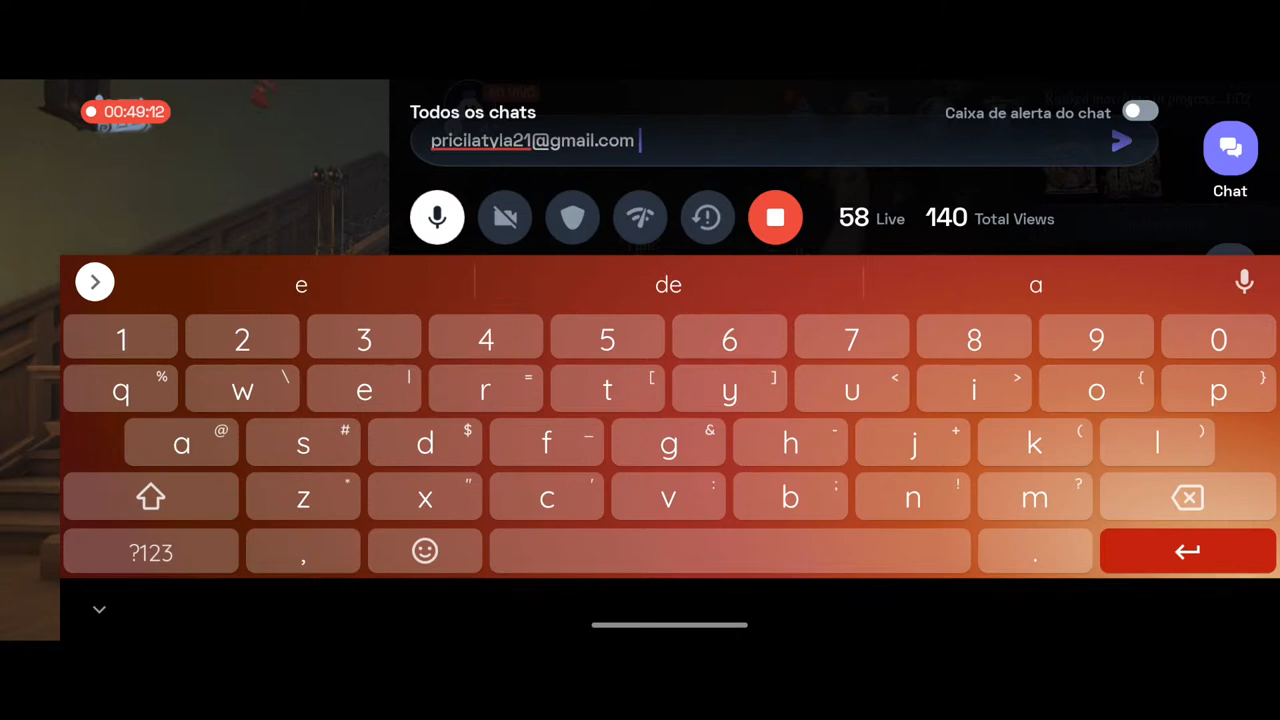 00:49:12
Todos os chats
Caixa de alerta do chat
pricilatyla21@gmail.com
Chat
58 Live 140 Total Views
e de a
1 2 3 4 5 6 7 8 9 0
q % w \ e | r = t [ y ] u < i > o { p }
a @ s # d $ f _ g & h - j + k ( l )
z * x " c ' v : b ; n ! m ?
?123 , .